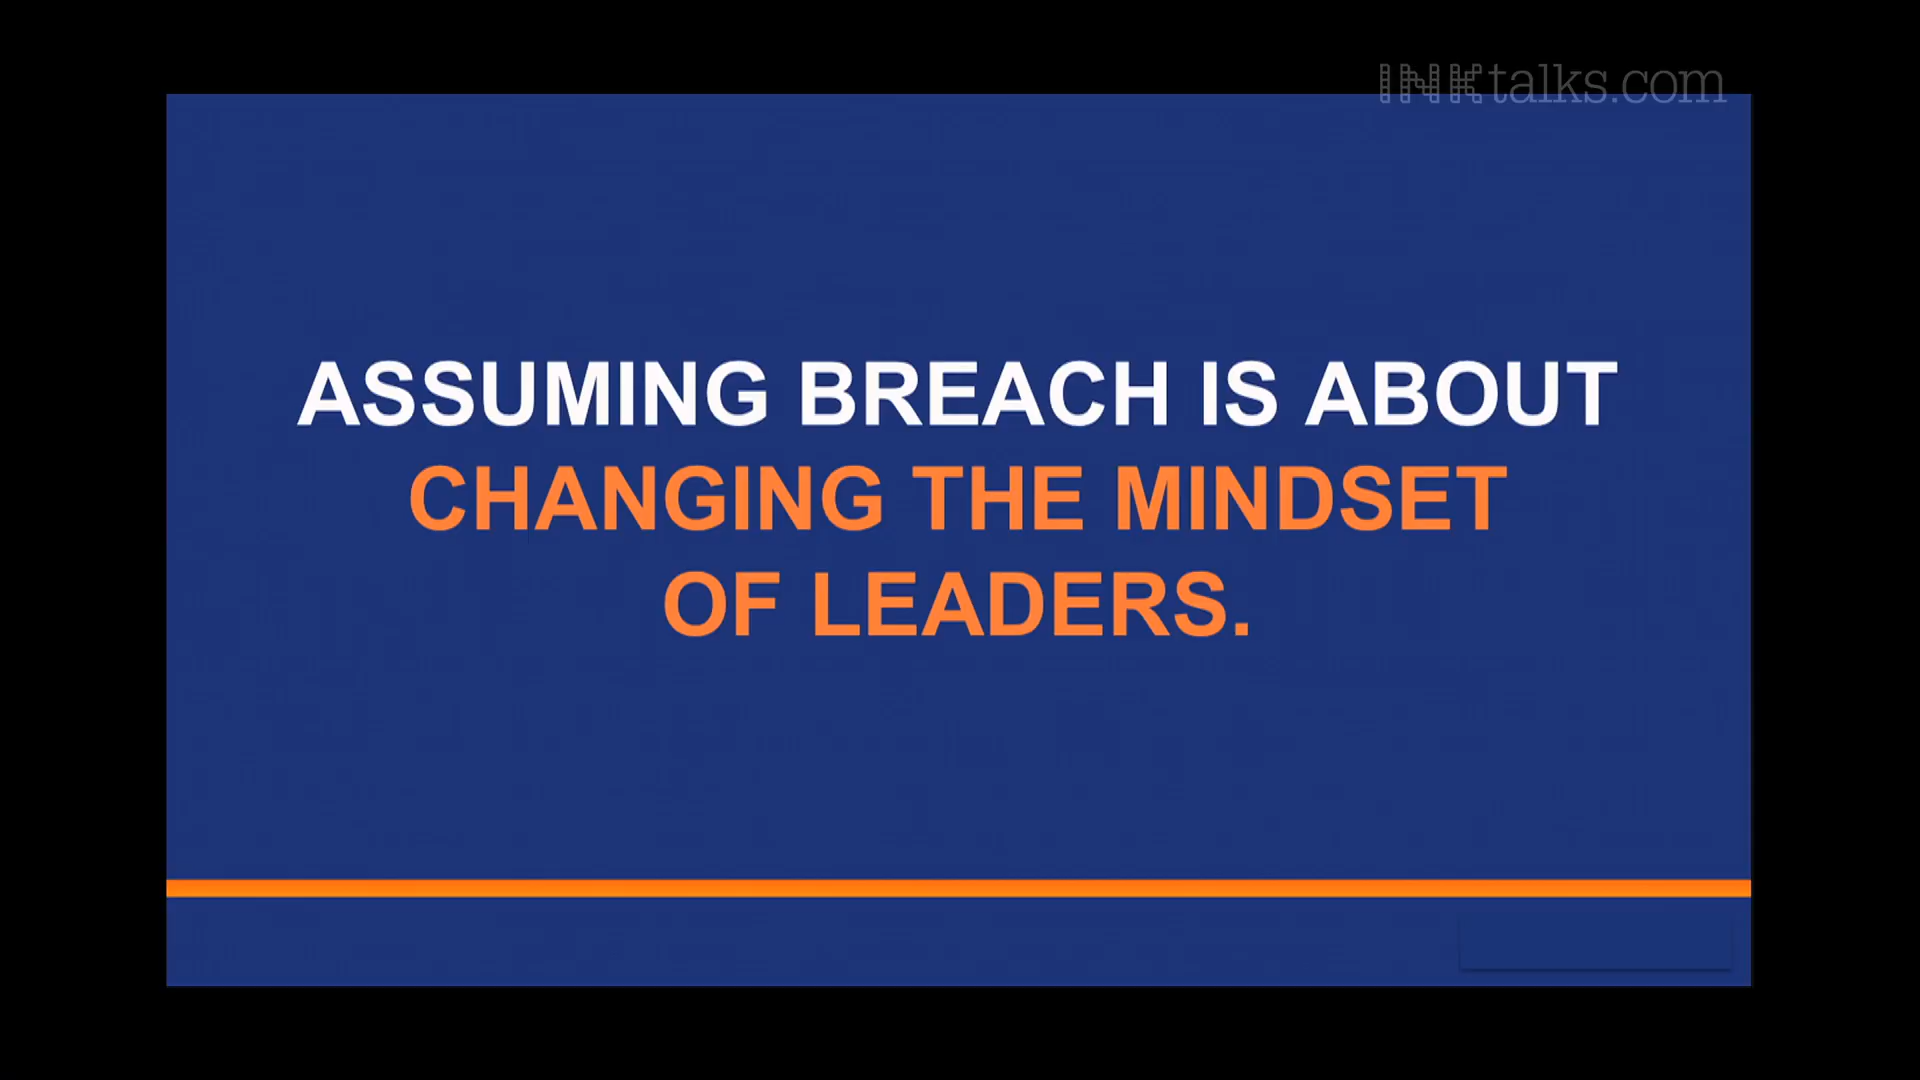 INKtalks.com
ASSUMING BREACH IS ABOUT
CHANGING THE MINDSET
OF LEADERS.